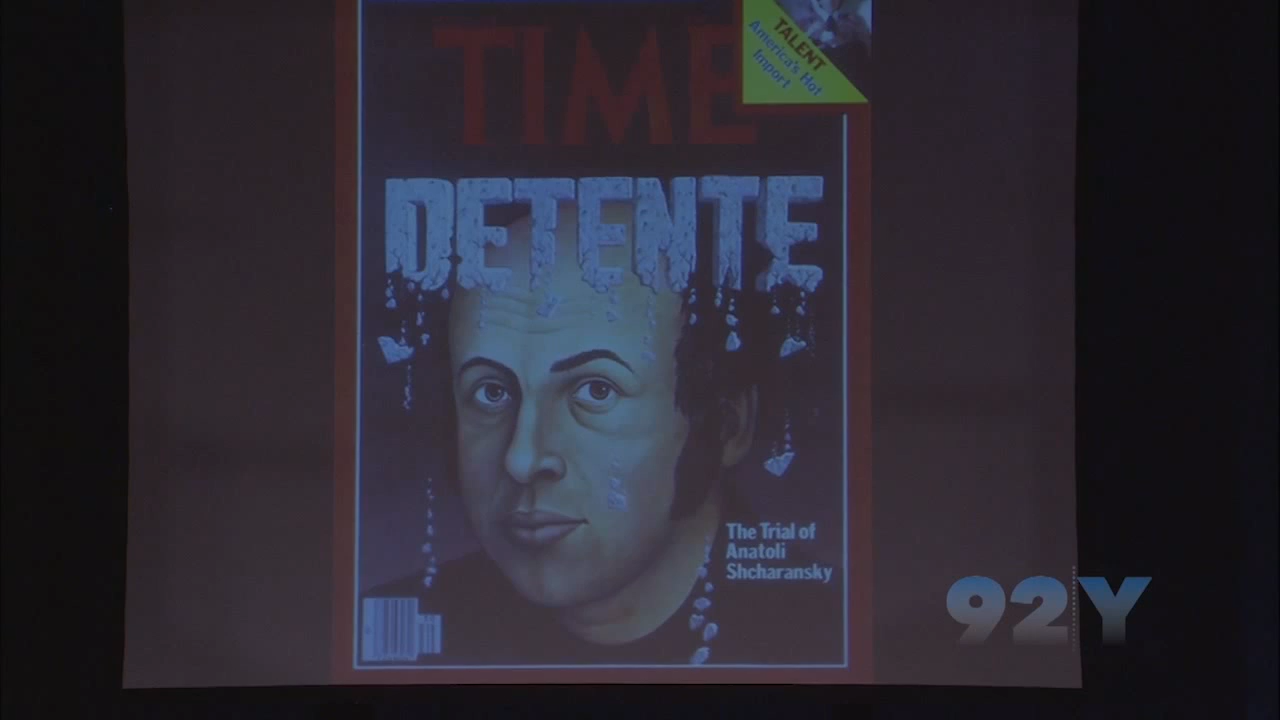 TIME
TALENT
America's Hot
Import
DETENTE
The Trial of
Anatoli
Shcharansky
92Y